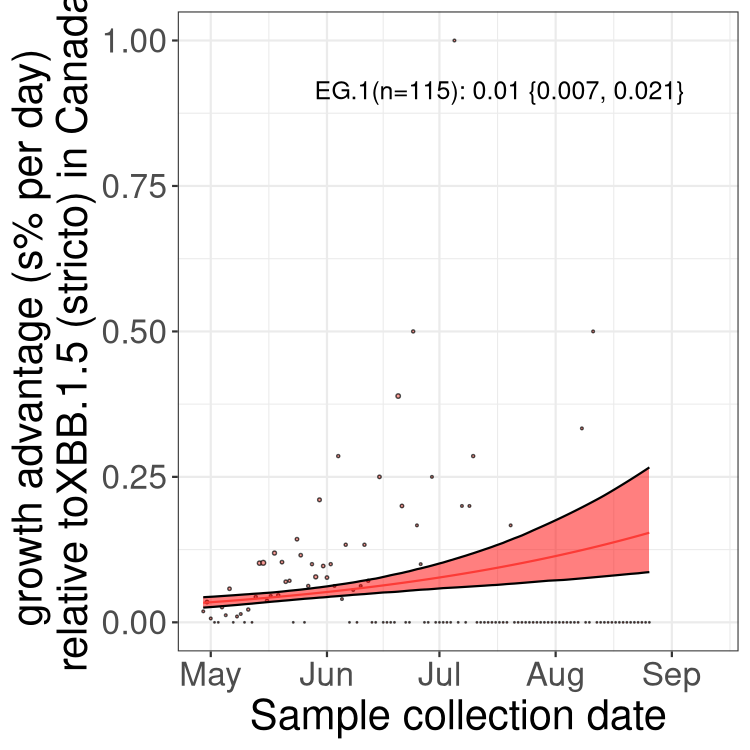 growth advantage (s% per day)
relative toXBB.1.5 (stricto) in Canada
1.00
0.75
0.50
0.25
0.00
EG.1(n=115): 0.01 {0.007, 0.021}
May Jun Jul Aug Sep
Sample collection date